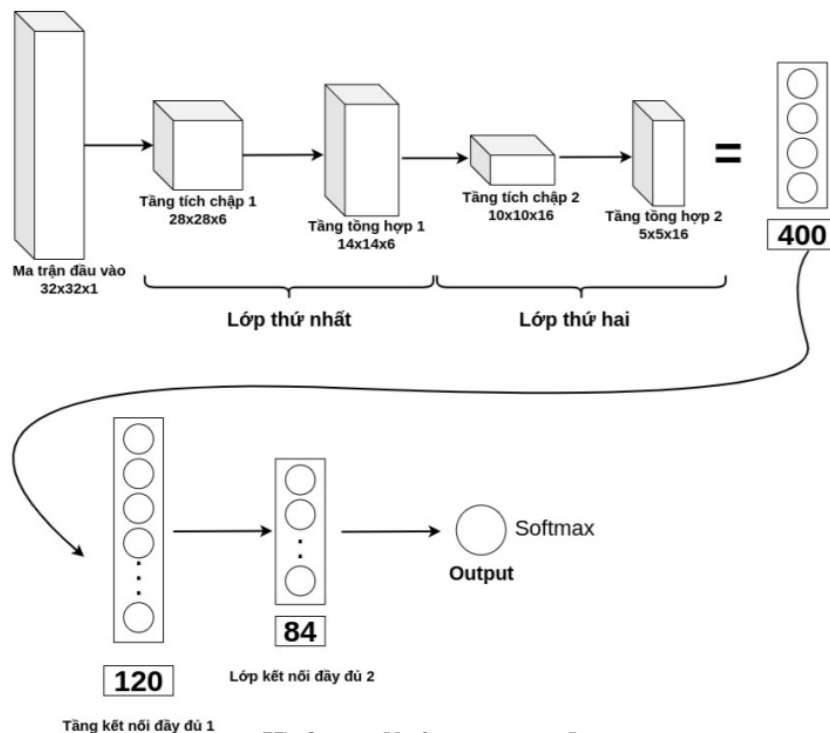 Ma trận đầu vào
32x32x1
Tầng tích chập 1
28x28x6
Tầng tồng hợp 1
14x14x6
Tầng tích chập 2
10x10x16
Tầng tồng hợp 2
5x5x16
=
400
Lớp thứ nhất
Lớp thứ hai
Softmax
Output
120
84
Lớp kết nối đầy đủ 2
Tầng kết nối đầy đủ 1